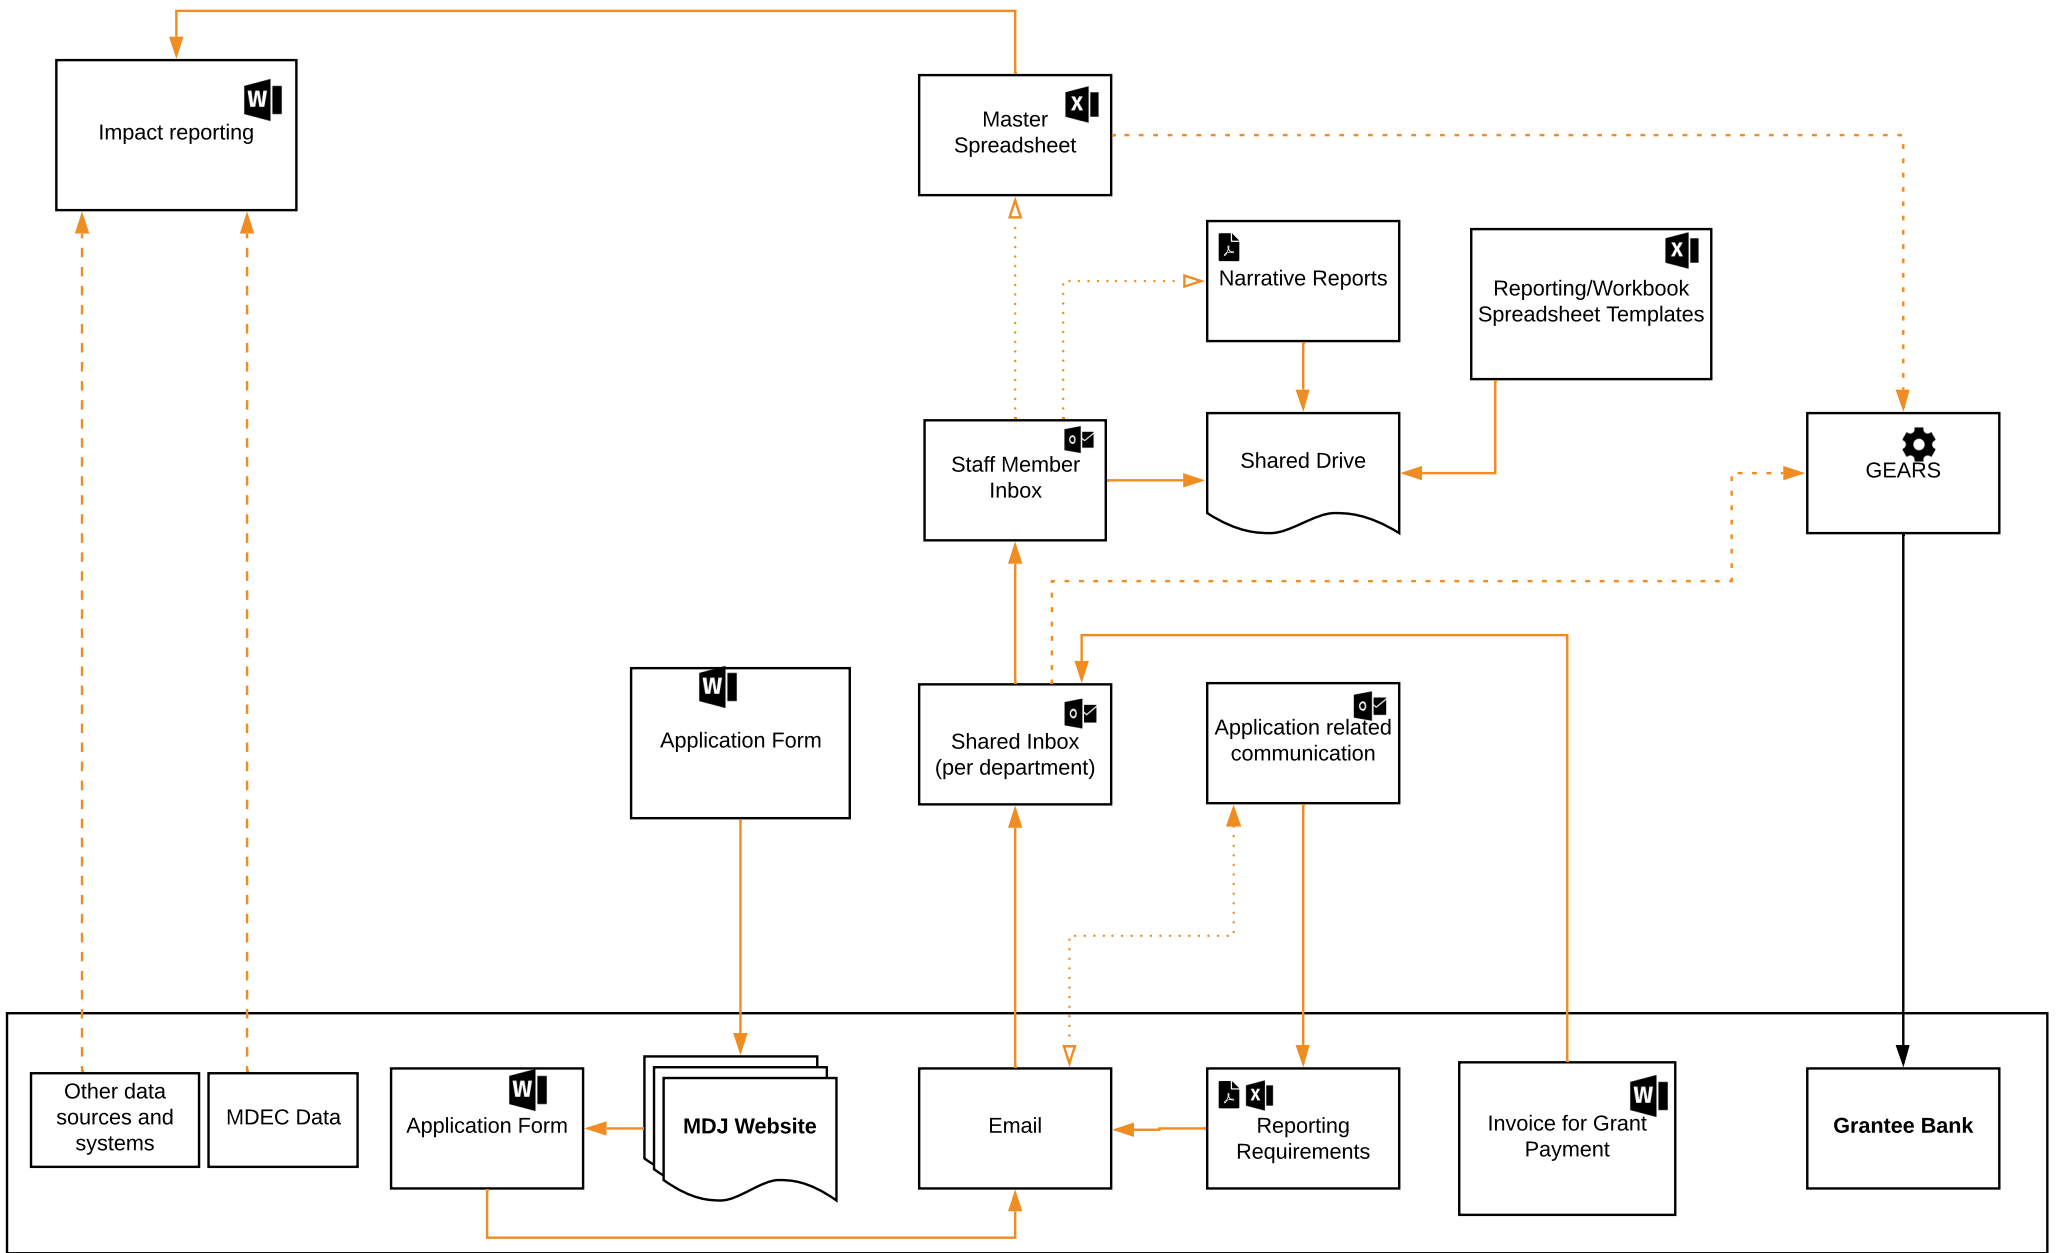 Impact reporting
W
Master
Spreadsheet
X
Narrative Reports
Reporting/Workbook
Spreadsheet Templates
X
Staff Member
Inbox
Shared Drive
GEARS
W
Application Form
Shared Inbox
(per department)
Application related
communication
Other data
sources and
systems
MDEC Data
W
Application Form
MDJ Website
Email
X
Reporting
Requirements
W
Invoice for Grant
Payment
Grantee Bank